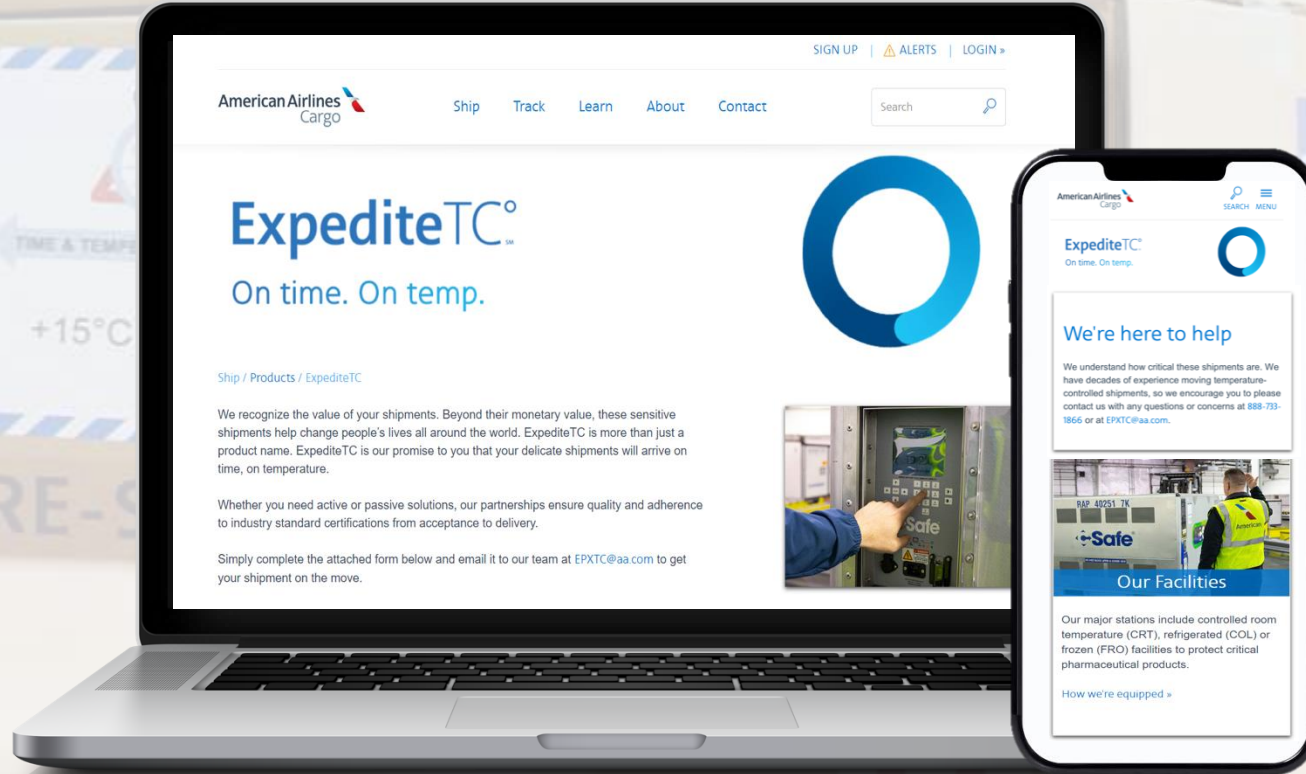 SIGN UP | ALERTS | LOGIN »
American Airlines
Cargo
Ship Track Learn About Contact
Search
ExpediteTC°
SM
On time. On temp.
Ship / Products / ExpediteTC
We recognize the value of your shipments. Beyond their monetary value, these sensitive
shipments help change people's lives all around the world. ExpediteTC is more than just a
product name. ExpediteTC is our promise to you that your delicate shipments will arrive on
time, on temperature.
Whether you need active or passive solutions, our partnerships ensure quality and adherence
to industry standard certifications from acceptance to delivery.
Simply complete the attached form below and email it to our team at EPXTC@aa.com to get
your shipment on the move.
Safe
American Airlines
Cargo
SEARCH MENU
ExpediteTC°
On time. On temp.
We're here to help
We understand how critical these shipments are. We
have decades of experience moving temperature-
controlled shipments, so we encourage you to please
contact us with any questions or concerns at 888-733-
1866 or at EPXTC@aa.com.
RAP 40251 7K
Safe
American
Our Facilities
Our major stations include controlled room
temperature (CRT), refrigerated (COL) or
frozen (FRO) facilities to protect critical
pharmaceutical products.
How we're equipped »
TIME & TEMPE
+15°C
RE-S